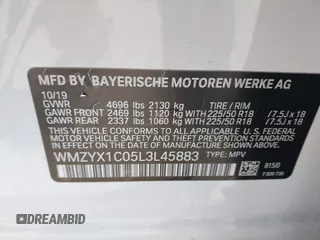 MFD BY BAYERISCHE MOTOREN WERKE AG
10/19
GVWR 4696 lbs 2130 kg TIRE / RIM
GAWR FRONT 2469 lbs 1120 kg 225/50 R18 /7.5J x 18
GAWR REAR 2337 lbs 1060 kg 225/50 R18 /7.5J x 18
THIS VEHICLE CONFORMS TO ALL APPLICABLE FEDERAL
MOTOR VEHICLE SAFETY, BUMPER, AND THEFT PREVENTION
STANDARDS IN EFFECT ON THE DATE OF MANUFACTURE
SHOWN ABOVE.
WMZYX1C05L3L45883 TYPE: MPV
DREAMBID